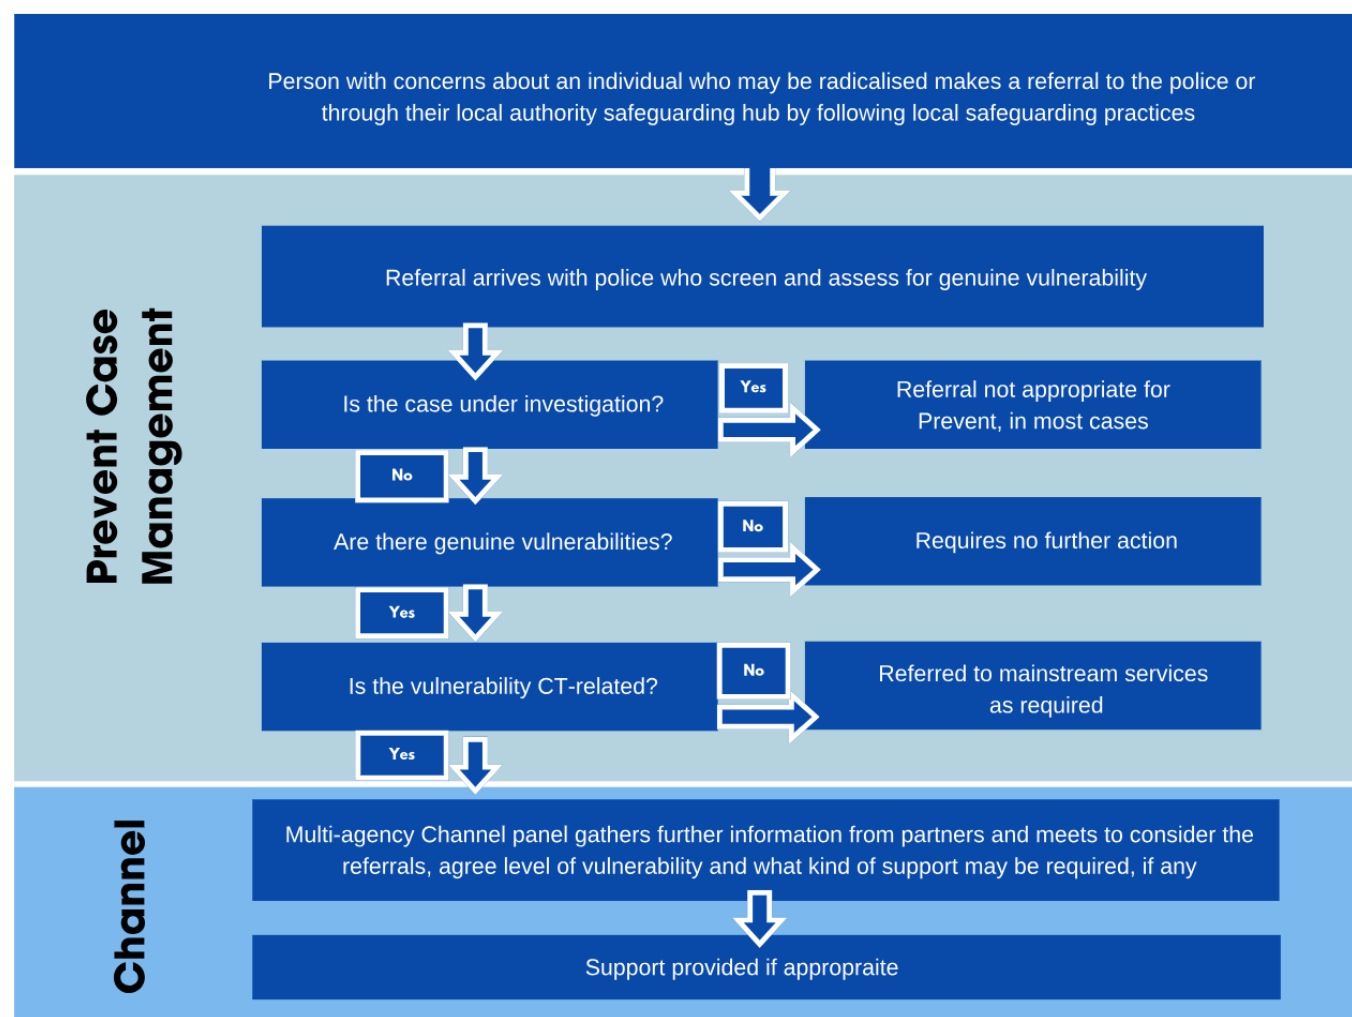 Person with concerns about an individual who may be radicalised makes a referral to the police or
through their local authority safeguarding hub by following local safeguarding practices
Prevent Case
Management
Referral arrives with police who screen and assess for genuine vulnerability
Is the case under investigation?
Yes
Referral not appropriate for
Prevent, in most cases
No
Are there genuine vulnerabilities?
No
Requires no further action
Yes
Is the vulnerability CT-related?
No
Referred to mainstream services
as required
Yes
Channel
Multi-agency Channel panel gathers further information from partners and meets to consider the
referrals, agree level of vulnerability and what kind of support may be required, if any
Support provided if appropraite